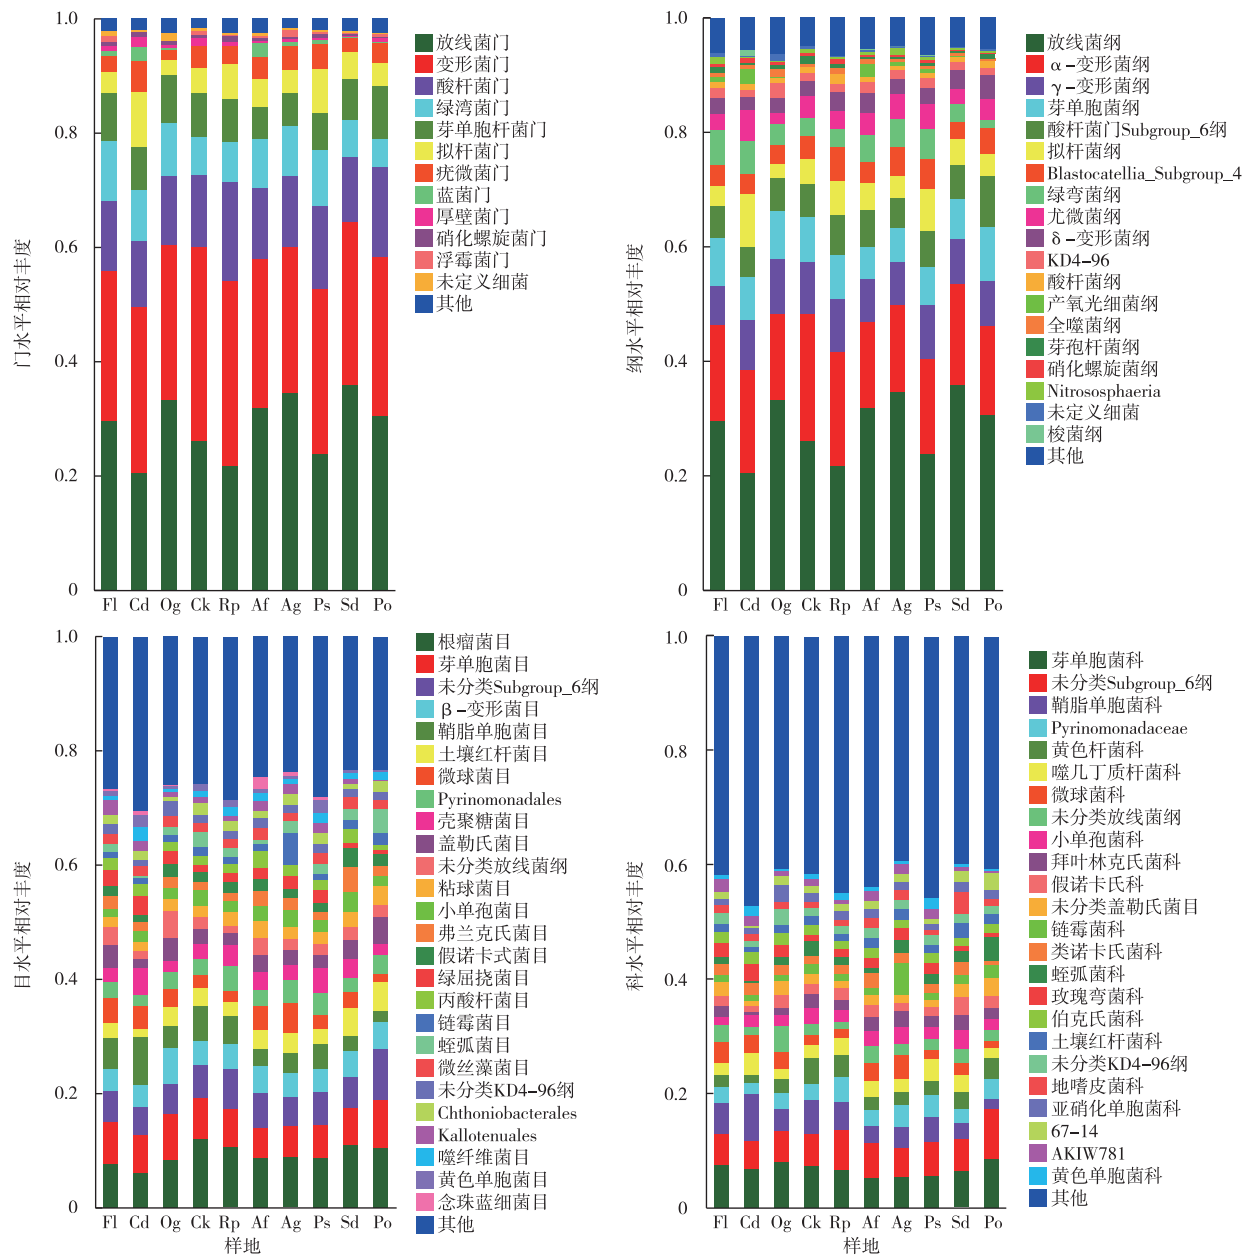 1.0
0.8
0.6
0.4
0.2
0
门水平相对丰度
Fl Cd Og Ck Rp Af Ag Ps Sd Po
放线菌门
变形菌门
酸杆菌门
绿湾菌门
芽单胞杆菌门
拟杆菌门
疣微菌门
蓝菌门
厚壁菌门
硝化螺旋菌门
浮霉菌门
未定义细菌
其他
1.0
0.8
0.6
0.4
0.2
0
纲水平相对丰度
Fl Cd Og Ck Rp Af Ag Ps Sd Po
放线菌纲
α-变形菌纲
γ-变形菌纲
芽单胞菌纲
酸杆菌门Subgroup_6纲
拟杆菌纲
Blastocatellia_Subgroup_4
绿弯菌纲
尤微菌纲
δ-变形菌纲
KD4-96
酸杆菌纲
产氧光细菌纲
全噬菌纲
芽孢杆菌纲
硝化螺旋菌纲
Nitrososphaeria
未定义细菌
梭菌纲
其他
1.0
0.8
0.6
0.4
0.2
0
目水平相对丰度
Fl Cd Og Ck Rp Af Ag Ps Sd Po
样地
根瘤菌目
芽单胞菌目
未分类Subgroup_6纲
β-变形菌目
鞘脂单胞菌目
土壤红杆菌目
微球菌目
Pyrinomonadales
壳聚糖菌目
盖勒氏菌目
未分类放线菌纲
粘球菌目
小单孢菌目
弗兰克氏菌目
假诺卡式菌目
绿屈挠菌目
丙酸杆菌目
链霉菌目
蛭弧菌目
微丝藻菌目
未分类KD4-96纲
Chthoniobacterales
Kallotenuales
噬纤维菌目
黄色单胞菌目
念珠蓝细菌目
其他
1.0
0.8
0.6
0.4
0.2
0
科水平相对丰度
Fl Cd Og Ck Rp Af Ag Ps Sd Po
样地
芽单胞菌科
未分类Subgroup_6纲
鞘脂单胞菌科
Pyrinomonadaceae
黄色杆菌科
噬几丁质杆菌科
微球菌科
未分类放线菌纲
小单孢菌科
拜叶林克氏菌科
假诺卡氏科
未分类盖勒氏菌目
链霉菌科
类诺卡氏菌科
蛭弧菌科
玫瑰弯菌科
伯克氏菌科
土壤红杆菌科
未分类KD4-96纲
地嗜皮菌科
亚硝化单胞菌科
67-14
AKIW781
黄色单胞菌科
其他